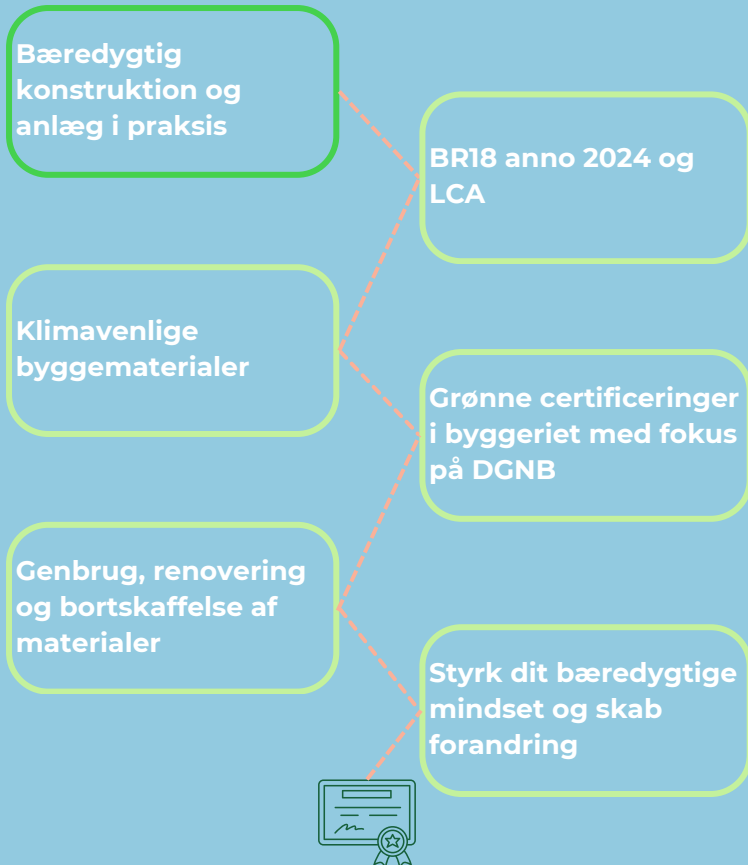 Bæredygtig
konstruktion og
anlæg i praksis
BR18 anno 2024 og
LCA
Klimavenlige
byggematerialer
Grønne certificeringer
i byggeriet med fokus
på DGNB
Genbrug, renovering
og bortskaffelse af
materialer
Styrk dit bæredygtige
mindset og skab
forandring